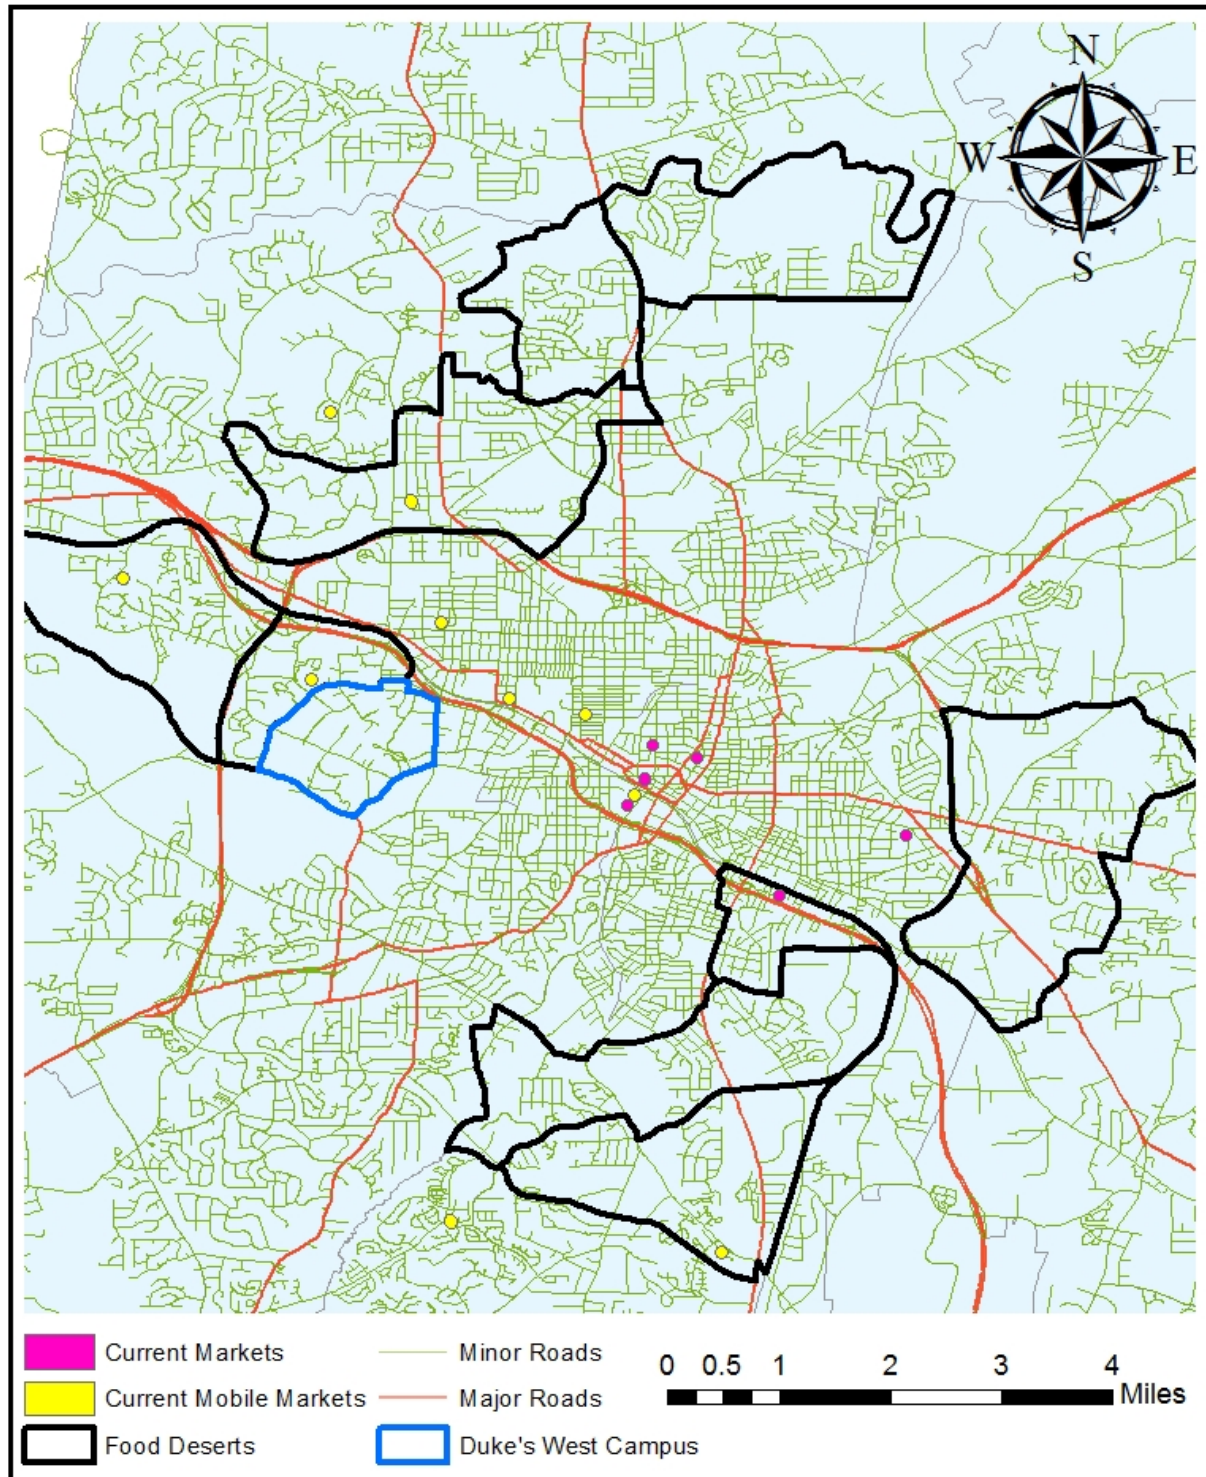 N
W E
S
Current Markets Minor Roads
0 0.5 1 2 3 4
Current Mobile Markets Major Roads Miles
Food Deserts Duke's West Campus